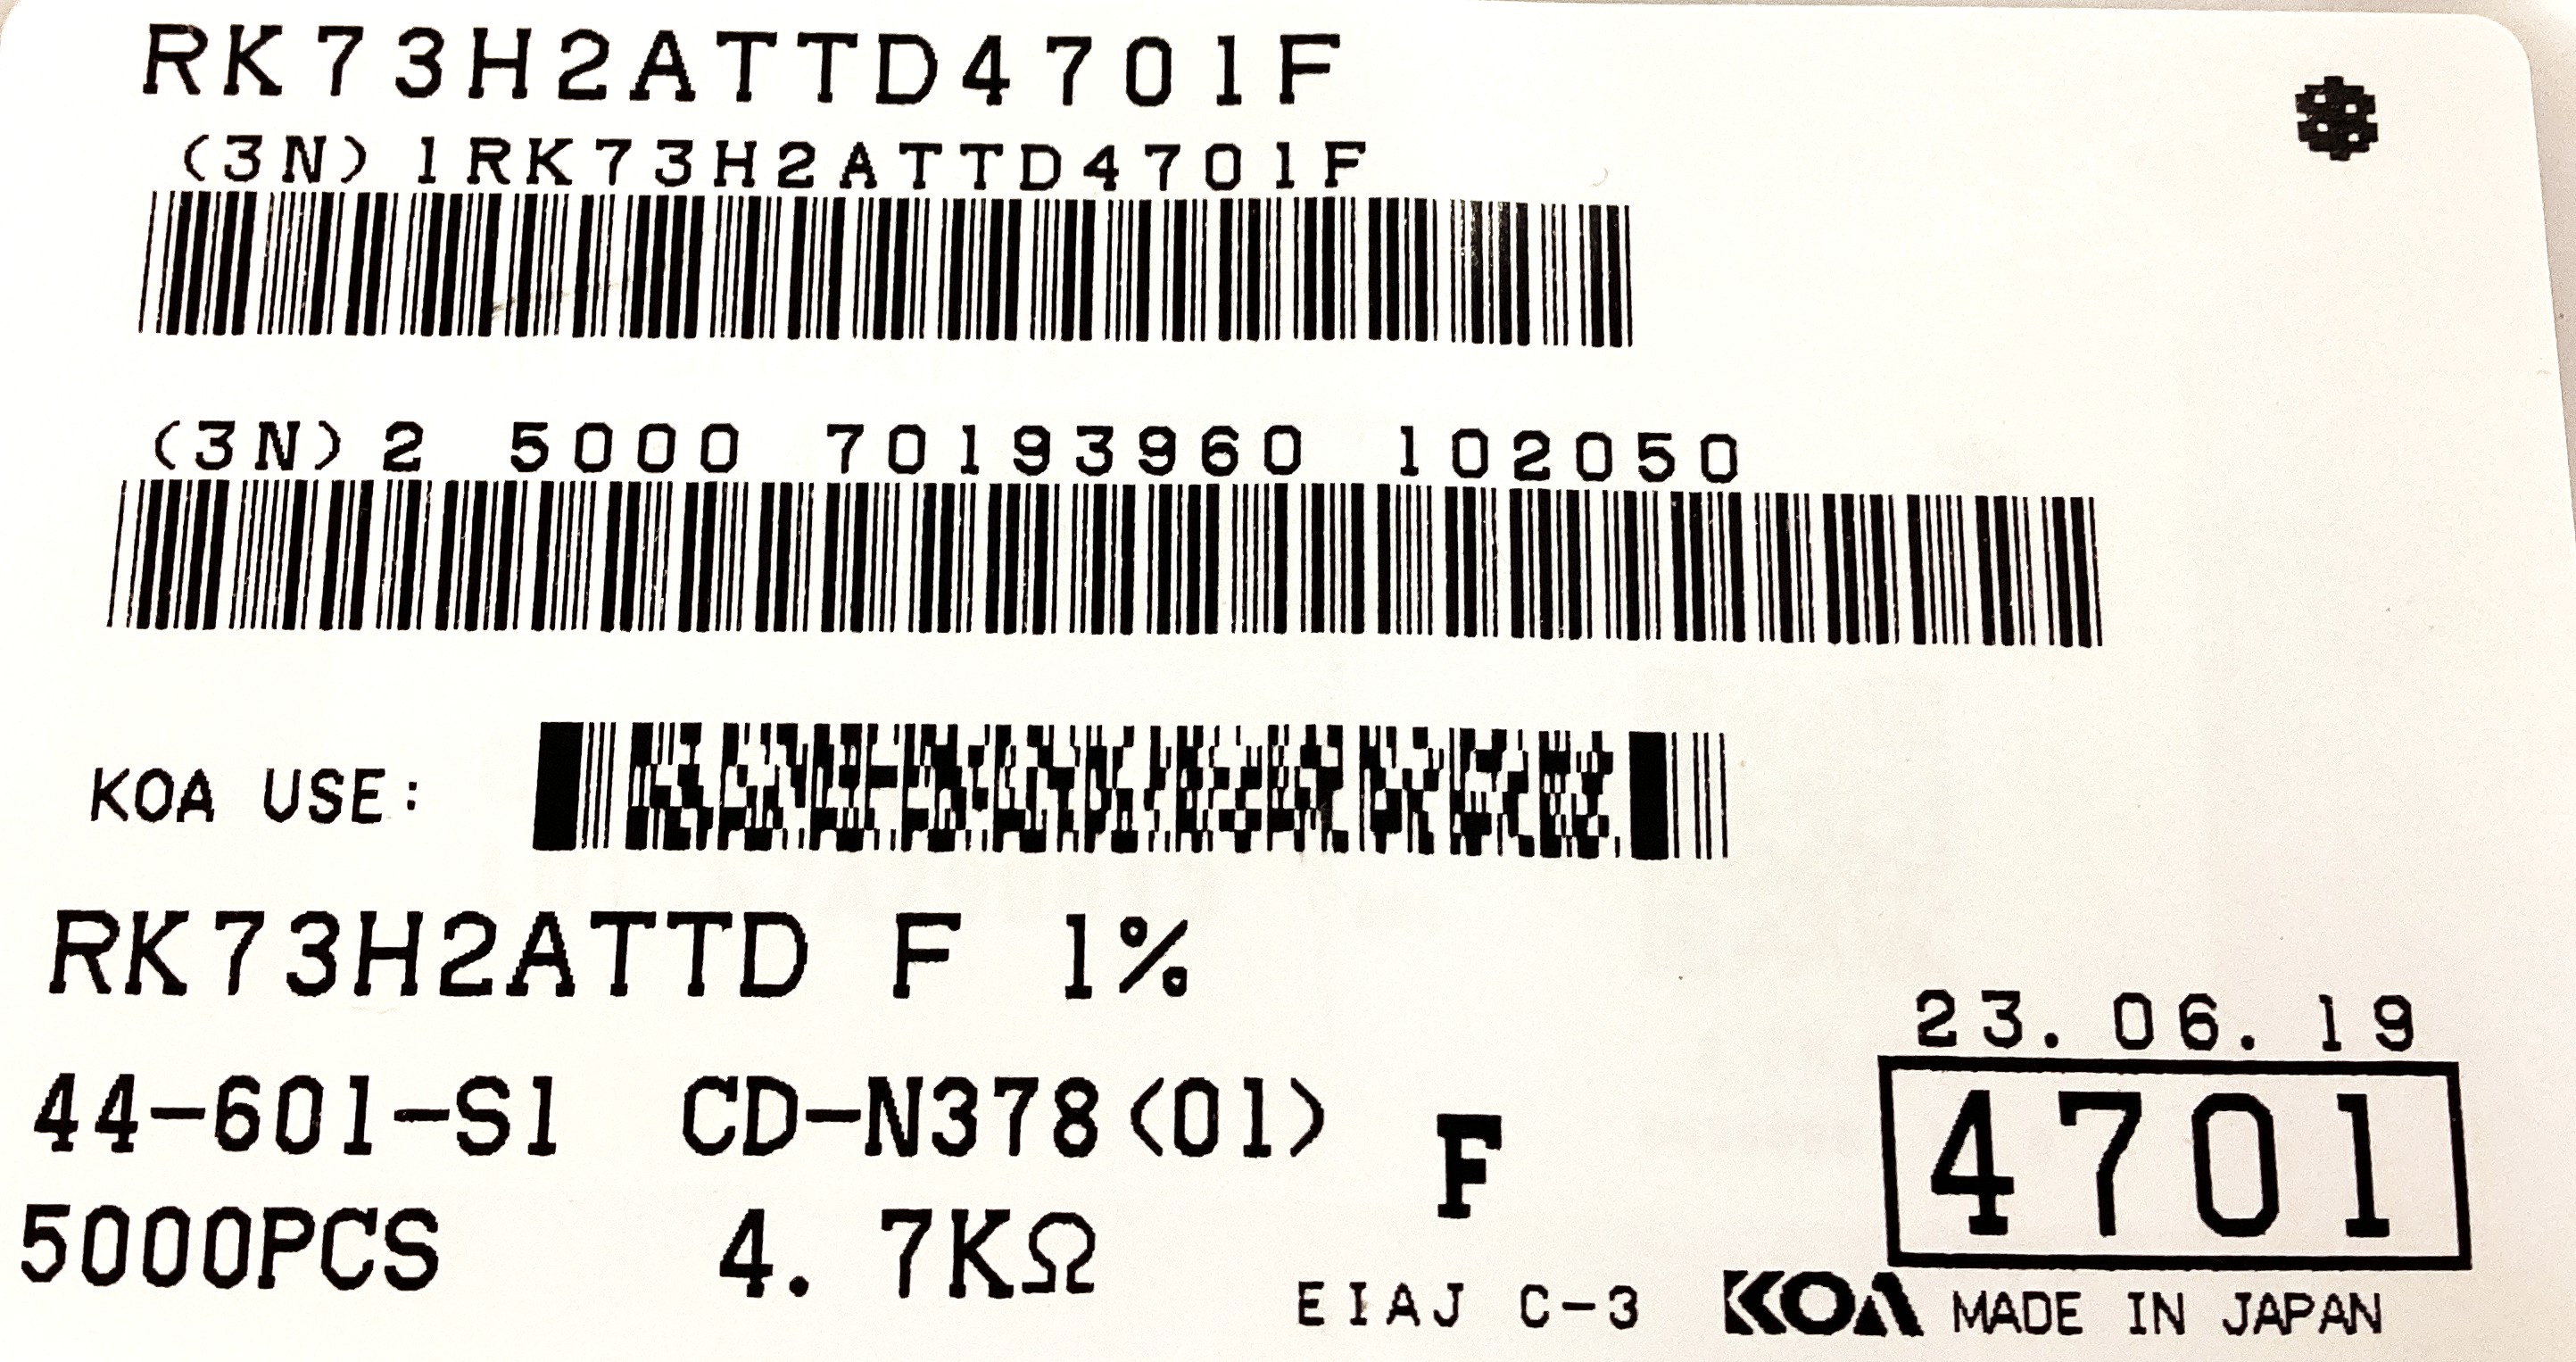 RK73H2ATTD4701F
(3N)1RK73H2ATTD4701F
(3N)2 5000 70193960 102050
KOA USE:
RK73H2ATTD F 1%
23.06.19
44-601-S1 CD-N378(01) F 4701
5000PCS 4.7KΩ
EIAJ C-3 KOA MADE IN JAPAN